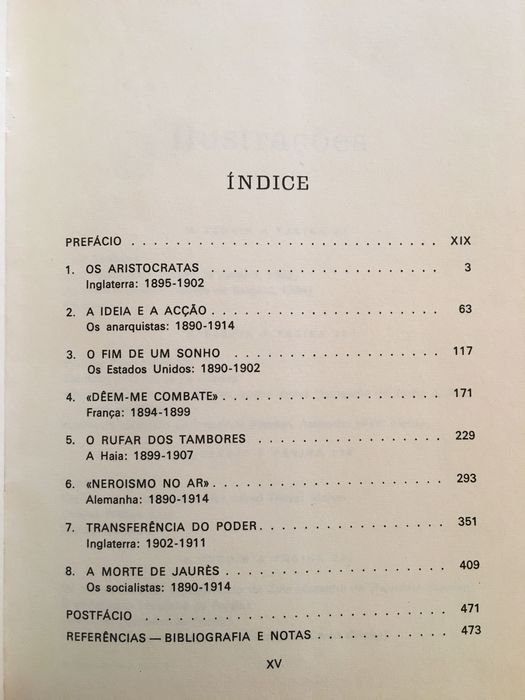 ÍNDICE
PREFÁCIO . . . . . . . . . . . . . . . . . . . . . . . . . . . . XIX
1. OS ARISTOCRATAS . . . . . . . . . . . . . . . . . . . . 3
Inglaterra: 1895-1902
2. A IDEIA E A ACÇÃO . . . . . . . . . . . . . . . . . . . . 63
Os anarquistas: 1890-1914
3. O FIM DE UM SONHO . . . . . . . . . . . . . . . . . . 117
Os Estados Unidos: 1890-1902
4. «DÊEM-ME COMBATE» . . . . . . . . . . . . . . . . . . . 171
França: 1894-1899
5. O RUFAR DOS TAMBORES . . . . . . . . . . . . . . . . 229
A Haia: 1899-1907
6. «NEROISMO NO AR» . . . . . . . . . . . . . . . . . . . . 293
Alemanha: 1890-1914
7. TRANSFERÊNCIA DO PODER . . . . . . . . . . . . . . . . 351
Inglaterra: 1902-1911
8. A MORTE DE JAURÈS . . . . . . . . . . . . . . . . . . . 409
Os socialistas: 1890-1914
POSTFÁCIO . . . . . . . . . . . . . . . . . . . . . . . . . . . 471
REFERÊNCIAS — BIBLIOGRAFIA E NOTAS . . . . . . . . . . . . 473
XV